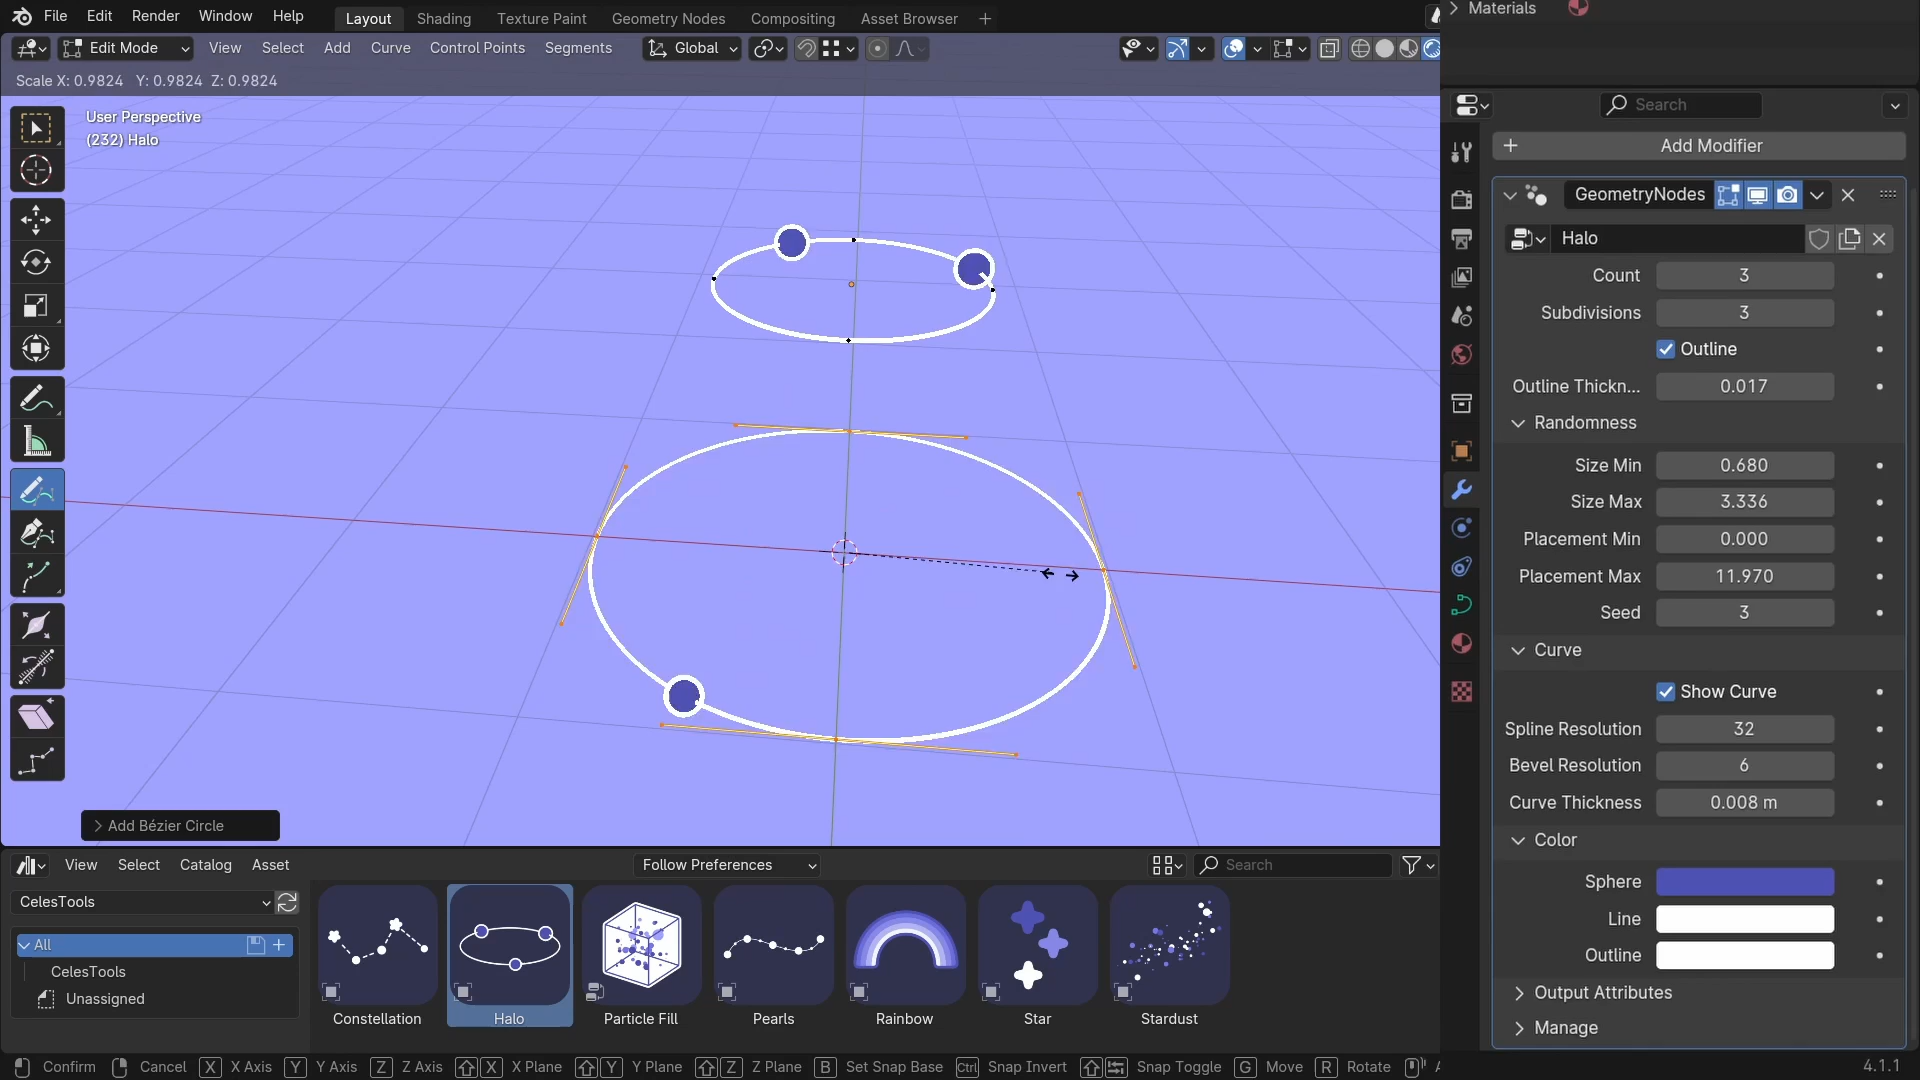 File Edit Render Window Help Layout Shading Texture Paint Geometry Nodes Compositing Asset Browser
Materials
Edit Mode View Select Add Curve Control Points Segments Global
Scale X: 0.9824 Y: 0.9824 Z: 0.9824
Search
User Perspective
(232) Halo
Add Modifier
GeometryNodes
Halo
Count 3
Subdivisions 3
Outline
Outline Thickn... 0.017
Randomness
Size Min 0.680
Size Max 3.336
Placement Min 0.000
Placement Max 11.970
Seed 3
Curve
Show Curve
Spline Resolution 32
Bevel Resolution 6
Curve Thickness 0.008 m
Color
Sphere
Line
Outline
Output Attributes
Manage
Add Bézier Circle
View Select Catalog Asset Follow Preferences Search
CelesTools
All
CelesTools
Unassigned
Constellation Halo Particle Fill Pearls Rainbow Star Stardust
Confirm Cancel X X Axis Y Y Axis Z Z Axis X X Plane Y Y Plane Z Z Plane B Set Snap Base Ctrl Snap Invert Snap Toggle G Move R Rotate
4.1.1